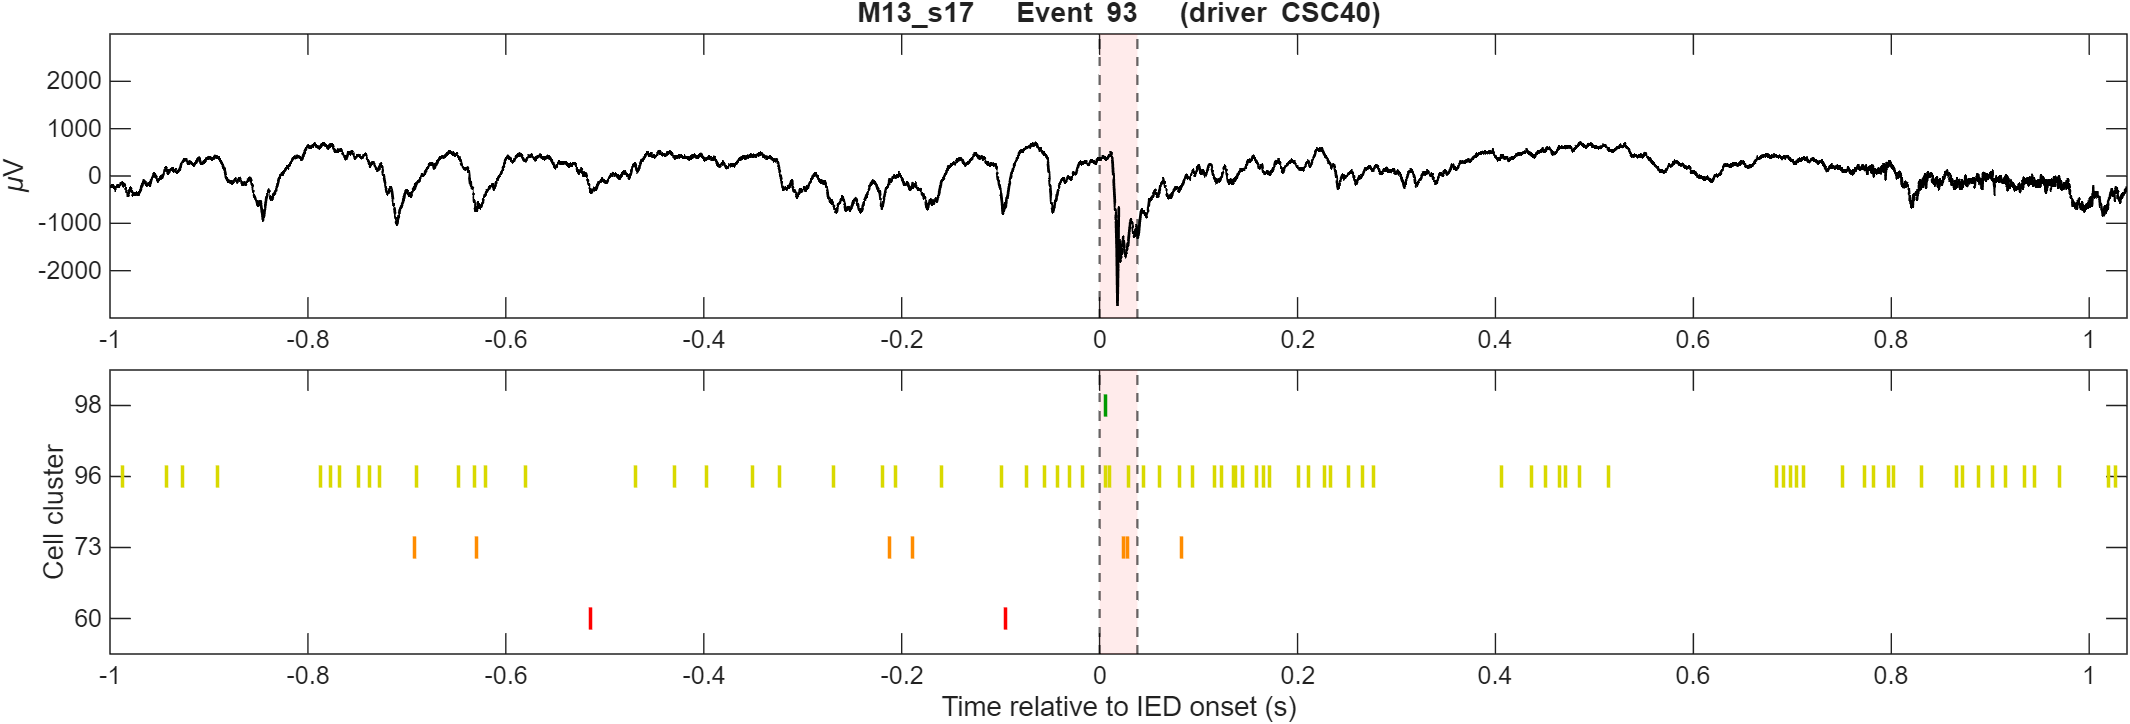 M13_s17 Event 93 (driver CSC40)
2000
1000
0
-1000
-2000
µV
-1 -0.8 -0.6 -0.4 -0.2 0 0.2 0.4 0.6 0.8 1
98
96
73
60
Cell cluster
-1 -0.8 -0.6 -0.4 -0.2 0 0.2 0.4 0.6 0.8 1
Time relative to IED onset (s)